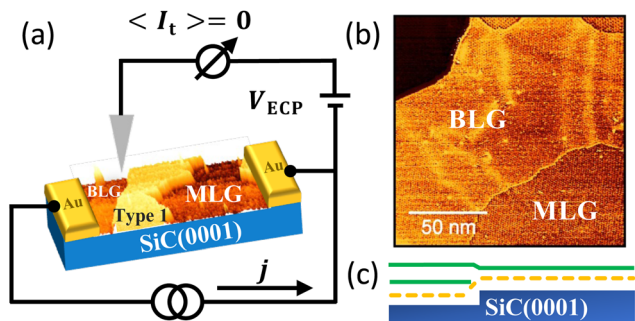 (a)
< I_t >= 0
V_ECP
Au
BLG
MLG
Au
Type 1
SiC(0001)
j
(b)
BLG
MLG
50 nm
(c)
SiC(0001)